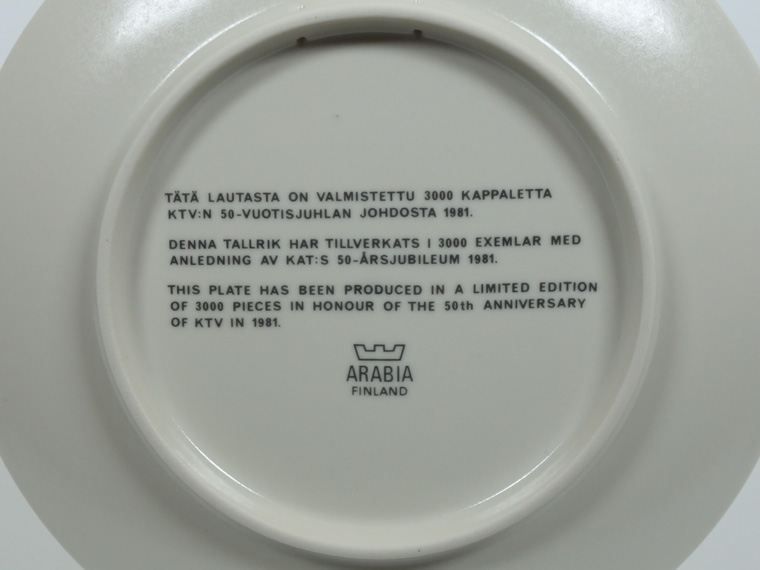 TÄTÄ LAUTASTA ON VALMISTETTU 3000 KAPPALETTA
KTV:N 50-VUOTISJUHLAN JOHDOSTA 1981.
DENNA TALLRIK HAR TILLVERKATS I 3000 EXEMLAR MED
ANLEDNING AV KAT:S 50-ÅRSJUBILEUM 1981.
THIS PLATE HAS BEEN PRODUCED IN A LIMITED EDITION
OF 3000 PIECES IN HONOUR OF THE 50th ANNIVERSARY
OF KTV IN 1981.
ARABIA
FINLAND